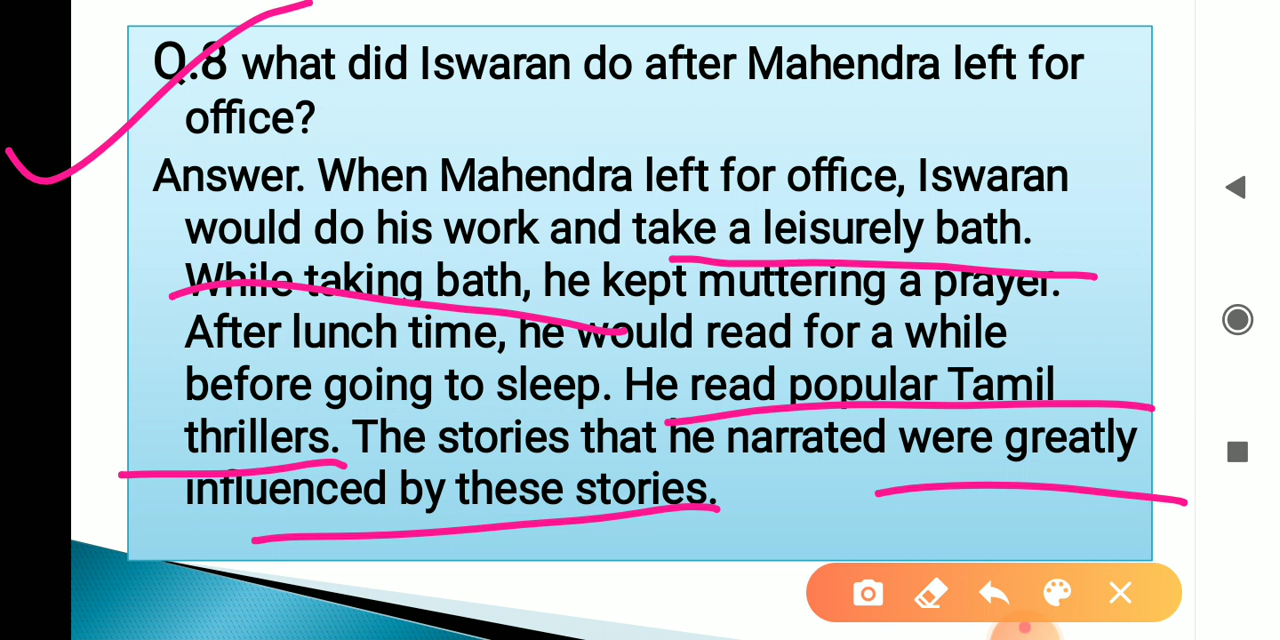 Q.8 what did Iswaran do after Mahendra left for
office?
Answer. When Mahendra left for office, Iswaran
would do his work and take a leisurely bath.
While taking bath, he kept muttering a prayer.
After lunch time, he would read for a while
before going to sleep. He read popular Tamil
thrillers. The stories that he narrated were greatly
influenced by these stories.